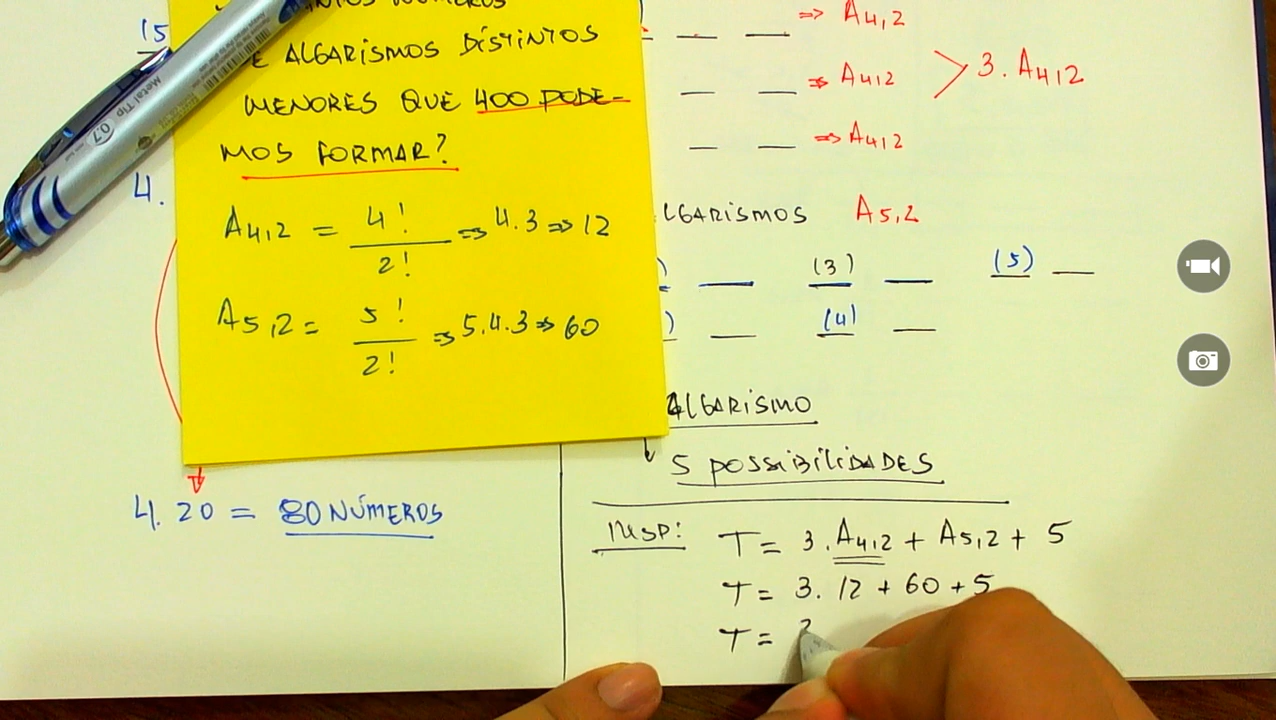 (5
=> A4,2
=> A4,2 > 3. A4,2
=> A4,2
NÚMEROS
E ALGARISMOS DISTINTOS
MENORES QUE 400 PODE-
MOS FORMAR?
A4,2 = 4! / 2! => 4.3 => 12
A5,2 = 5! / 2! => 5.4.3 => 60
Metal Tip 0.7
4.
4. 20 = 80 NÚMEROS
LGARISMOS A5,2
) (3) (5)
) (4)
ALGARISMO
↓ 5 POSSIBILIDADES
T = 3. A4,2 + A5,2 + 5
T = 3. 12 + 60 + 5
T =